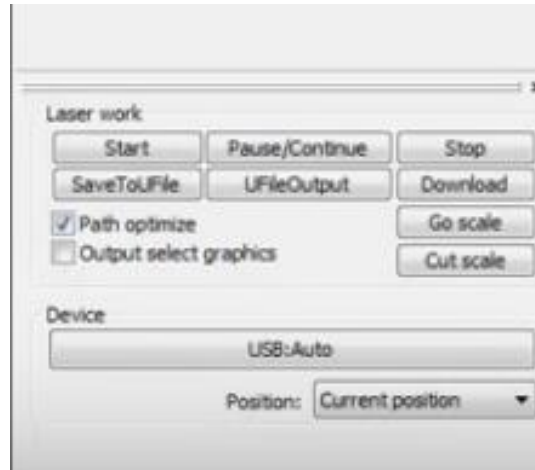 Laser work
Start Pause/Continue Stop
SaveToUFile UFileOutput Download
Path optimize Go scale
Output select graphics Cut scale
Device
USB:Auto
Position: Current position